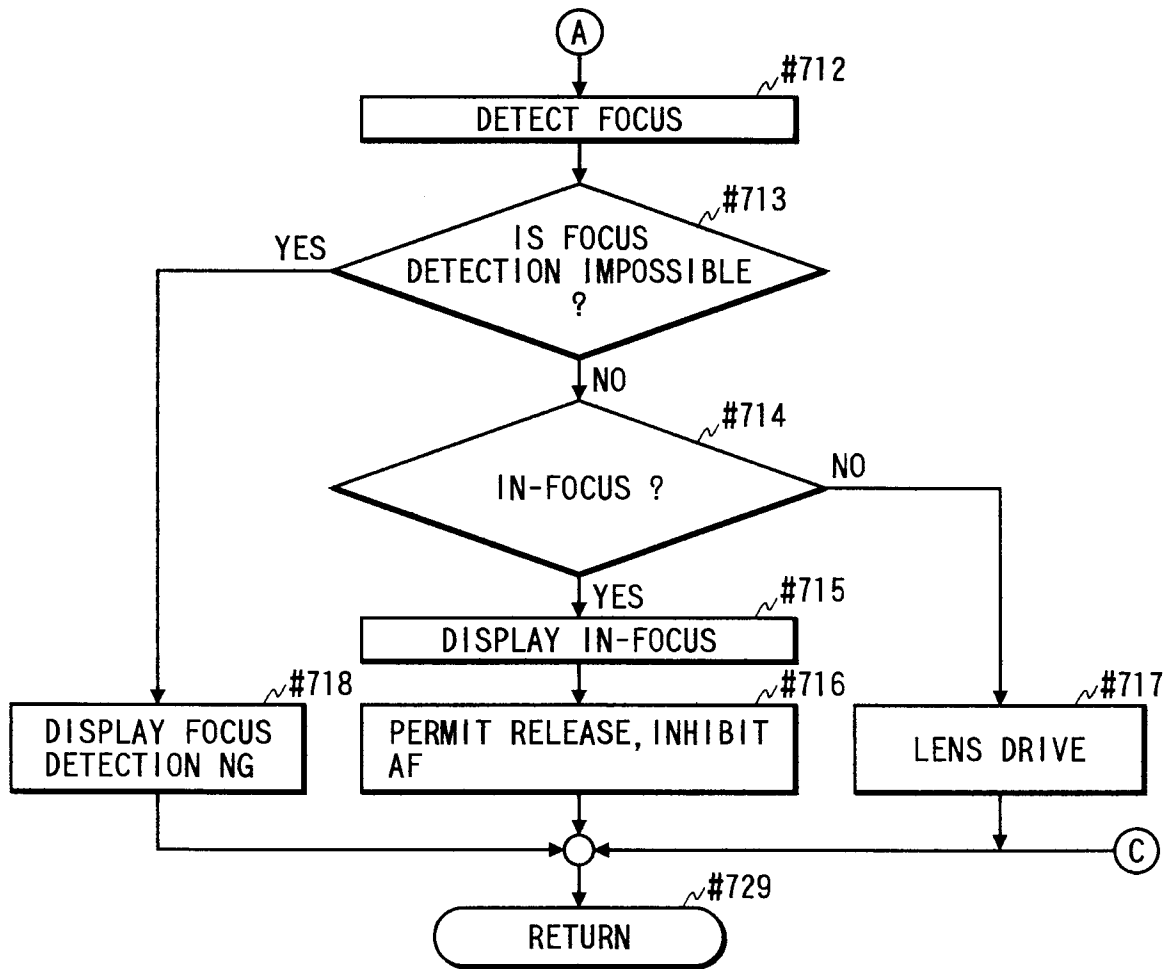 A
#712
DETECT FOCUS
#713
YES
IS FOCUS
DETECTION IMPOSSIBLE
?
NO
#714
IN-FOCUS ?
NO
YES
#715
DISPLAY IN-FOCUS
#718
DISPLAY FOCUS
DETECTION NG
#716
PERMIT RELEASE, INHIBIT
AF
#717
LENS DRIVE
C
#729
RETURN